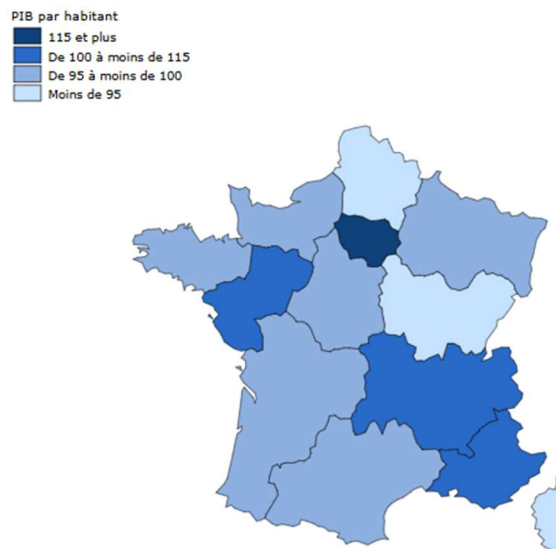 PIB par habitant
115 et plus
De 100 à moins de 115
De 95 à moins de 100
Moins de 95